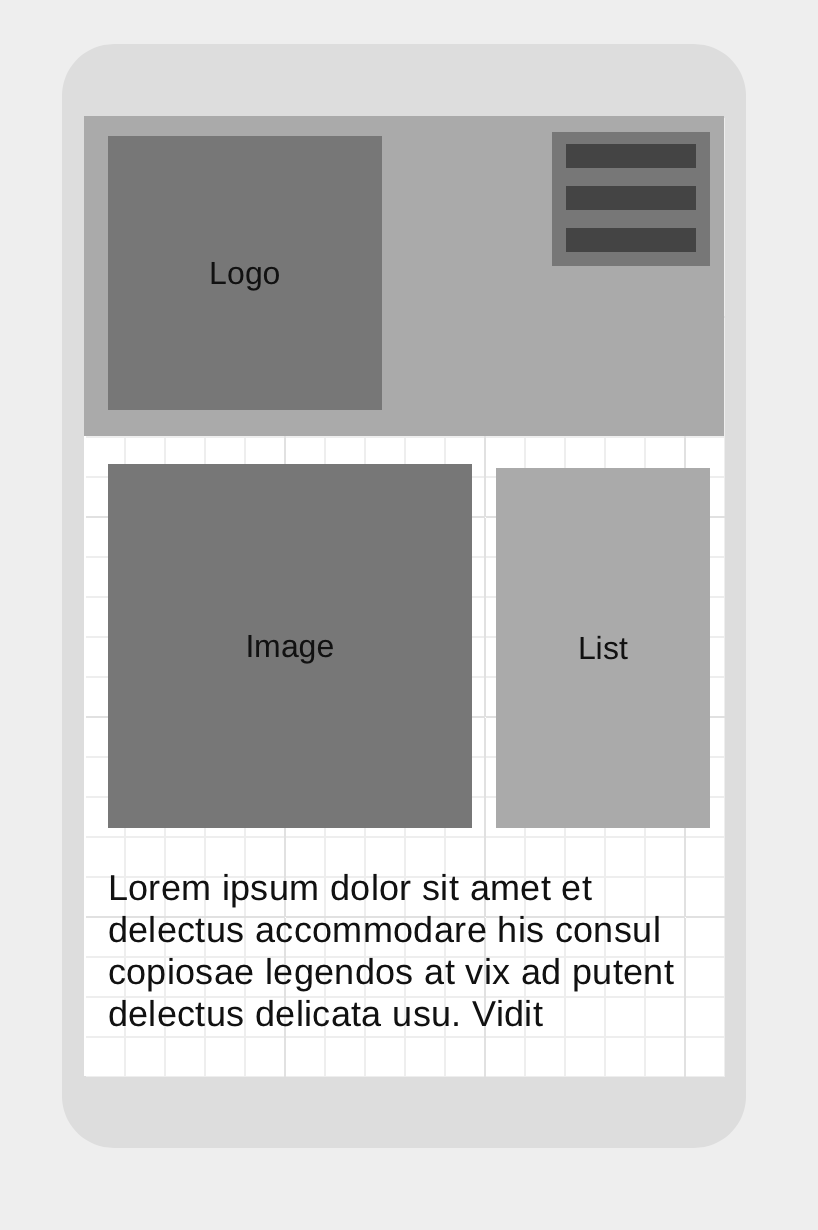 Logo
Image
List
Lorem ipsum dolor sit amet et
delectus accommodare his consul
copiosae legendos at vix ad putent
delectus delicata usu. Vidit